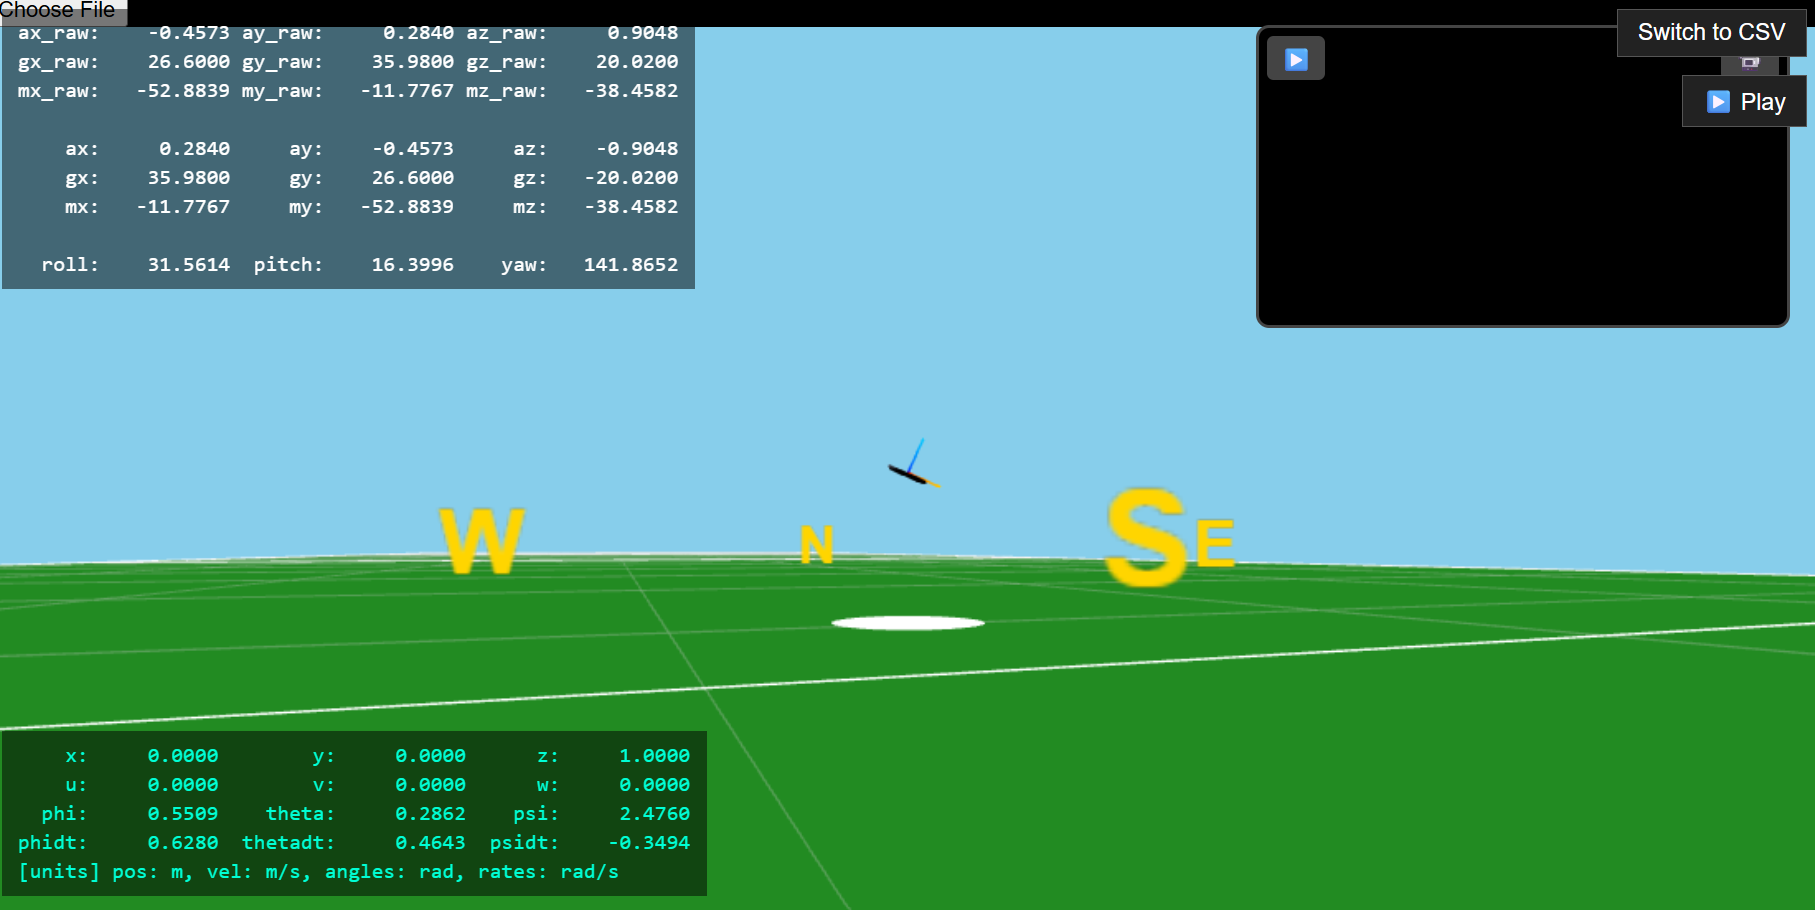 Choose File
Switch to CSV
ax_raw: -0.4573 ay_raw: 0.2840 az_raw: 0.9048
gx_raw: 26.6000 gy_raw: 35.9800 gz_raw: 20.0200
mx_raw: -52.8839 my_raw: -11.7767 mz_raw: -38.4582
Play
ax: 0.2840 ay: -0.4573 az: -0.9048
gx: 35.9800 gy: 26.6000 gz: -20.0200
mx: -11.7767 my: -52.8839 mz: -38.4582
roll: 31.5614 pitch: 16.3996 yaw: 141.8652
W N S E
x: 0.0000 y: 0.0000 z: 1.0000
u: 0.0000 v: 0.0000 w: 0.0000
phi: 0.5509 theta: 0.2862 psi: 2.4760
phidt: 0.6280 thetadt: 0.4643 psidt: -0.3494
[units] pos: m, vel: m/s, angles: rad, rates: rad/s